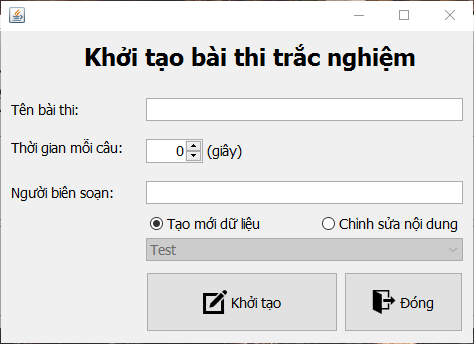 Khởi tạo bài thi trắc nghiệm
Tên bài thi:
Thời gian mỗi câu: 0 (giây)
Người biên soạn:
Tạo mới dữ liệu Chỉnh sửa nội dung
Test
Khởi tạo Đóng